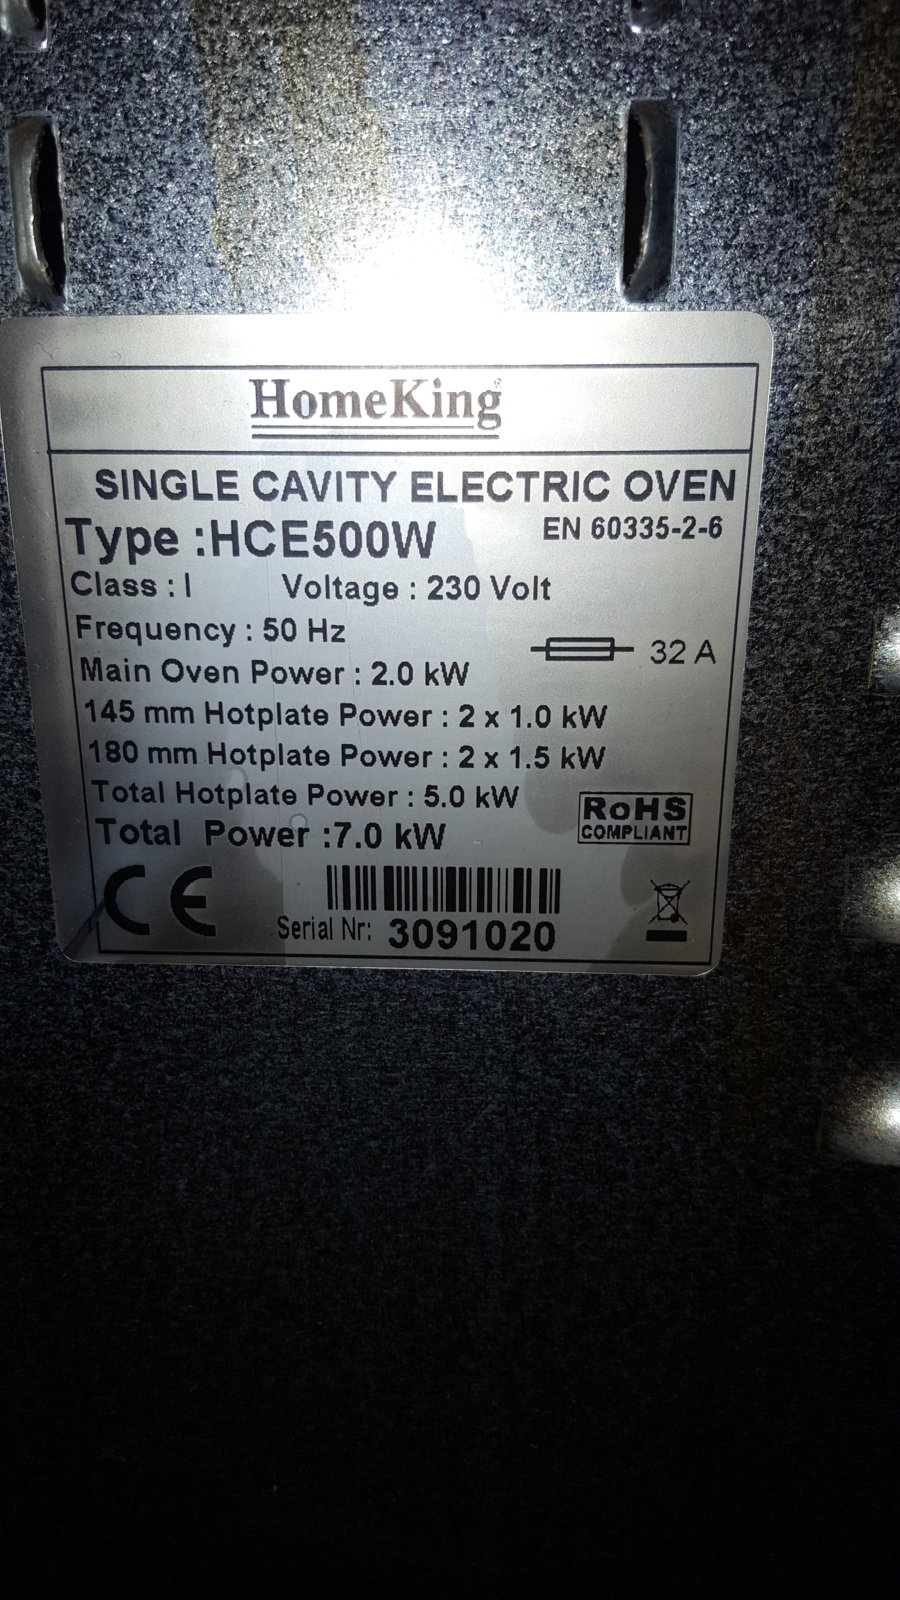 HomeKing®
SINGLE CAVITY ELECTRIC OVEN
Type :HCE500W EN 60335-2-6
Class : I Voltage : 230 Volt
Frequency : 50 Hz
32 A
Main Oven Power : 2.0 kW
145 mm Hotplate Power : 2 x 1.0 kW
180 mm Hotplate Power : 2 x 1.5 kW
Total Hotplate Power : 5.0 kW
RoHS
COMPLIANT
Total Power :7.0 kW
CE
Serial Nr: 3091020